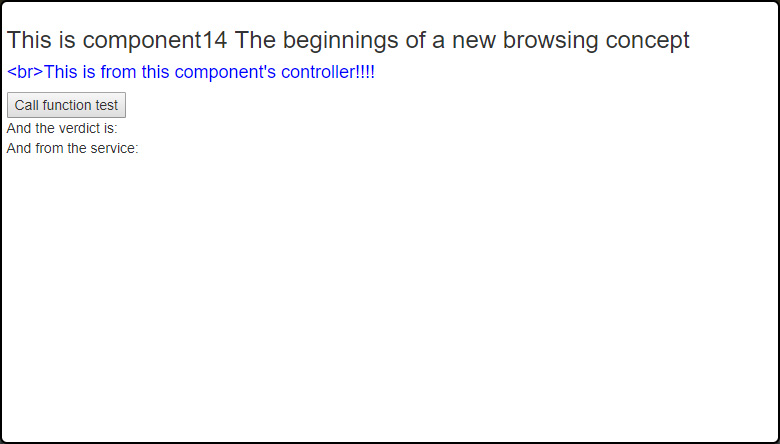 This is component14 The beginnings of a new browsing concept
<br>This is from this component's controller!!!!
Call function test
And the verdict is:
And from the service: